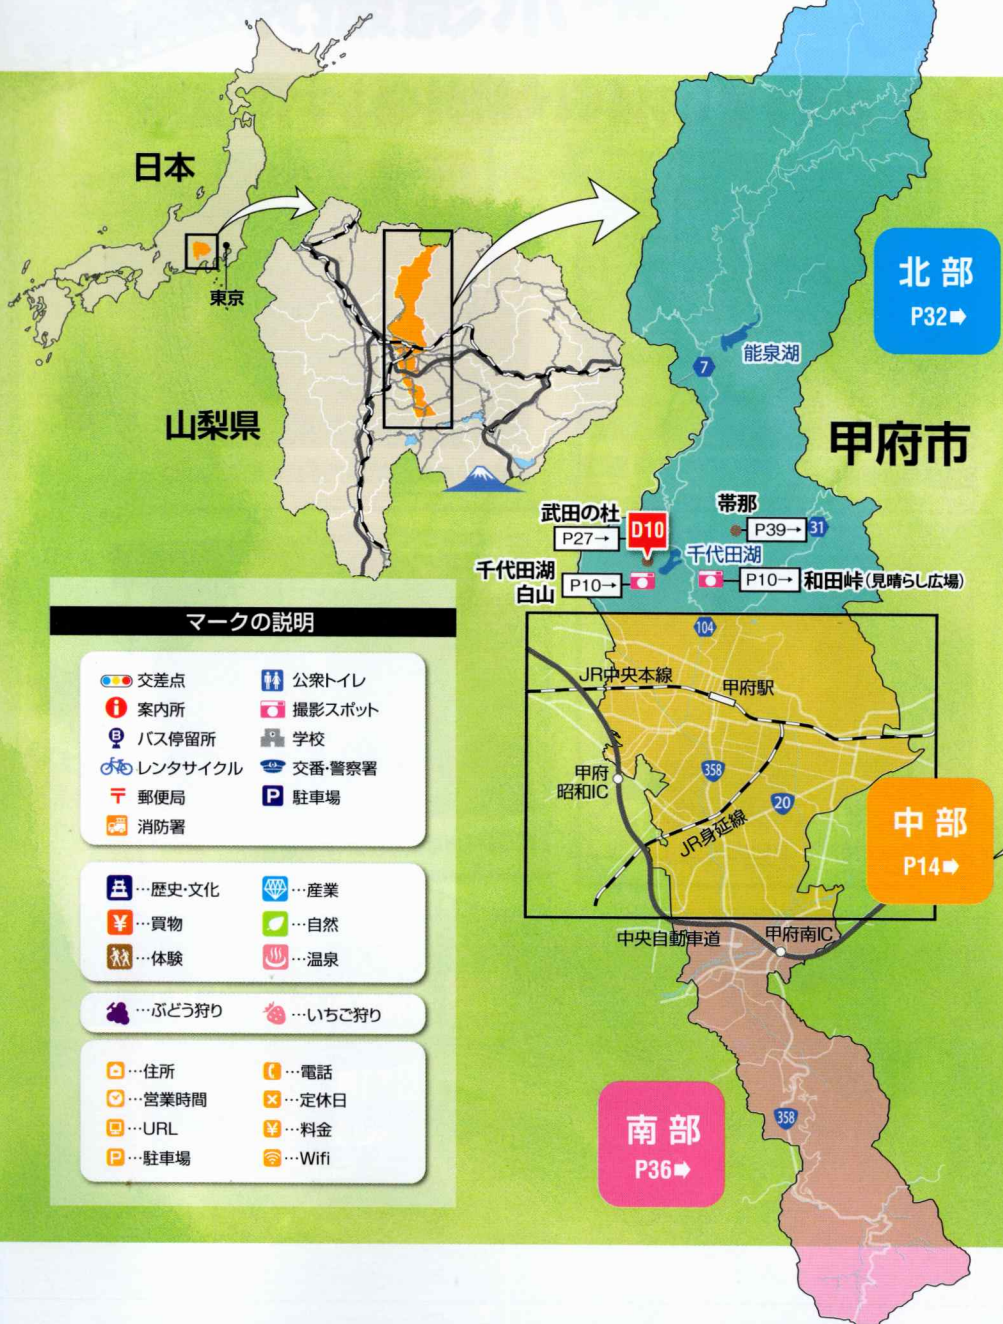 日本
東京
山梨県
北部
P32➡
能泉湖
7
甲府市
武田の杜
P27→
D10
帯那
P39→
31
千代田湖
千代田湖
白山
P10→
P10→
和田峠(見晴らし広場)
104
JR中央本線
甲府駅
甲府
昭和IC
358
20
JR身延線
中部
P14➡
中央自動車道
甲府南IC
358
南部
P36➡
マークの説明
交差点
公衆トイレ
案内所
撮影スポット
B
バス停留所
学校
レンタサイクル
交番・警察署
〒 郵便局
P 駐車場
消防署
…歴史・文化
…産業
¥ …買物
…自然
…体験
…温泉
…ぶどう狩り
…いちご狩り
…住所
…電話
…営業時間
…定休日
…URL
¥ …料金
P …駐車場
…Wifi